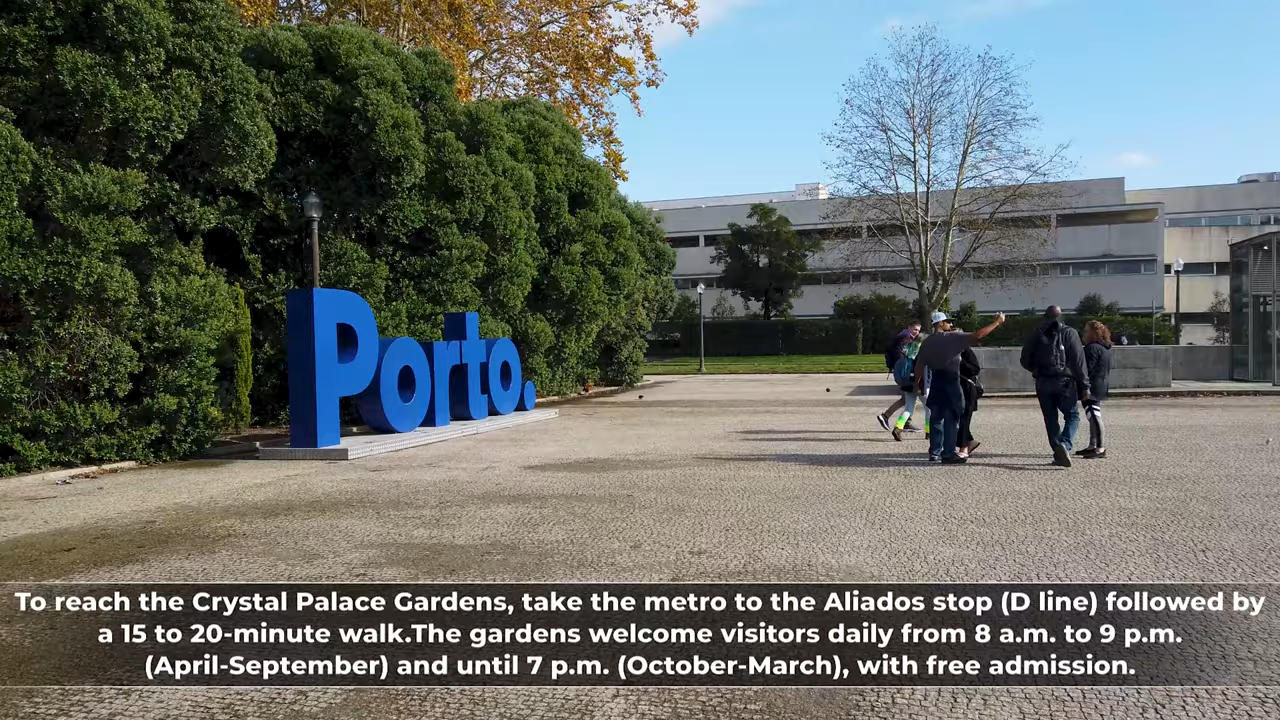 Porto.
To reach the Crystal Palace Gardens, take the metro to the Aliados stop (D line) followed by
a 15 to 20-minute walk.The gardens welcome visitors daily from 8 a.m. to 9 p.m.
(April-September) and until 7 p.m. (October-March), with free admission.